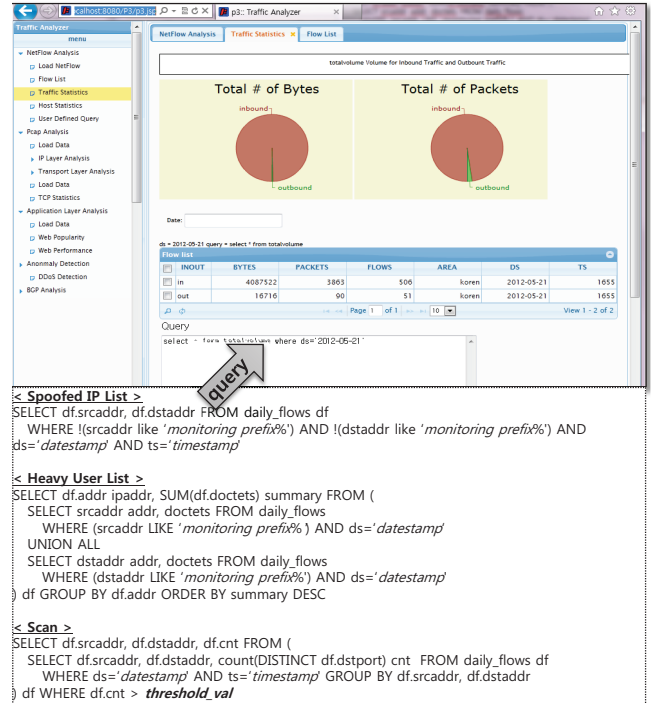 calhost:8080/P3/p3.jsp
p3:: Traffic Analyzer
Traffic Analyzer
menu
NetFlow Analysis
Load NetFlow
Flow List
Traffic Statistics
Host Statistics
User Defined Query
Pcap Analysis
Load Data
IP Layer Analysis
Transport Layer Analysis
Load Data
TCP Statistics
Application Layer Analysis
Load Data
Web Popularity
Web Performance
Anonmaly Detection
DDoS Detection
BGP Analysis
NetFlow Analysis Traffic Statistics Flow List
totalvolume Volume for Inbound Traffic and Outbount Traffic
Total # of Bytes
inbound
outbound
Total # of Packets
inbound
outbound
Date:
ds = 2012-05-21 query = select * from totalvolume
Flow list
INOUT BYTES PACKETS FLOWS AREA DS TS
in 4087522 3863 506 koren 2012-05-21 1655
out 16716 90 51 koren 2012-05-21 1655
Page 1 of 1 10 View 1 - 2 of 2
Query
select where ds='2012-05-21'
query
< Spoofed IP List >
SELECT df.srcaddr, df.dstaddr FROM daily_flows df
WHERE !(srcaddr like 'monitoring prefix%') AND !(dstaddr like 'monitoring prefix%') AND
ds='datestamp' AND ts='timestamp'
< Heavy User List >
SELECT df.addr ipaddr, SUM(df.doctets) summary FROM (
SELECT srcaddr addr, doctets FROM daily_flows
WHERE (srcaddr LIKE 'monitoring prefix%') AND ds='datestamp'
UNION ALL
SELECT dstaddr addr, doctets FROM daily_flows
WHERE (dstaddr LIKE 'monitoring prefix%') AND ds='datestamp'
) df GROUP BY df.addr ORDER BY summary DESC
< Scan >
SELECT df.srcaddr, df.dstaddr, df.cnt FROM (
SELECT df.srcaddr, df.dstaddr, count(DISTINCT df.dstport) cnt FROM daily_flows df
WHERE ds='datestamp' AND ts='timestamp' GROUP BY df.srcaddr, df.dstaddr
) df WHERE df.cnt > threshold_val